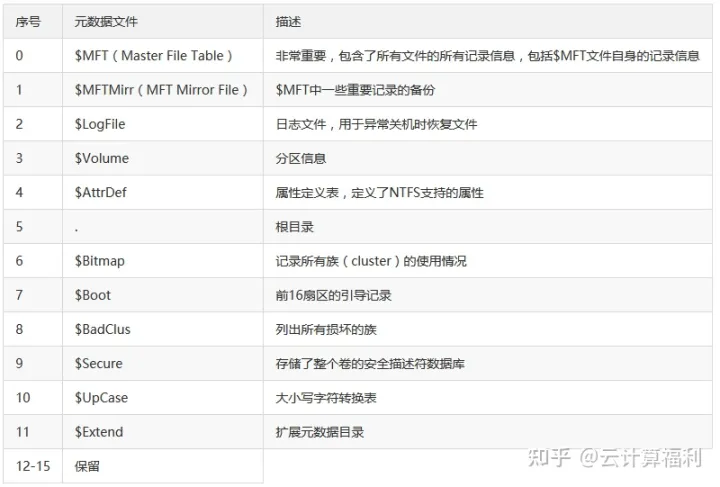 序号 元数据文件 描述
0 $MFT（Master File Table） 非常重要，包含了所有文件的所有记录信息，包括$MFT文件自身的记录信息
1 $MFTMirr（MFT Mirror File） $MFT中一些重要记录的备份
2 $LogFile 日志文件，用于异常关机时恢复文件
3 $Volume 分区信息
4 $AttrDef 属性定义表，定义了NTFS支持的属性
5 . 根目录
6 $Bitmap 记录所有族（cluster）的使用情况
7 $Boot 前16扇区的引导记录
8 $BadClus 列出所有损坏的族
9 $Secure 存储了整个卷的安全描述符数据库
10 $UpCase 大小写字符转换表
11 $Extend 扩展元数据目录
12-15 保留
知乎 @云计算福利